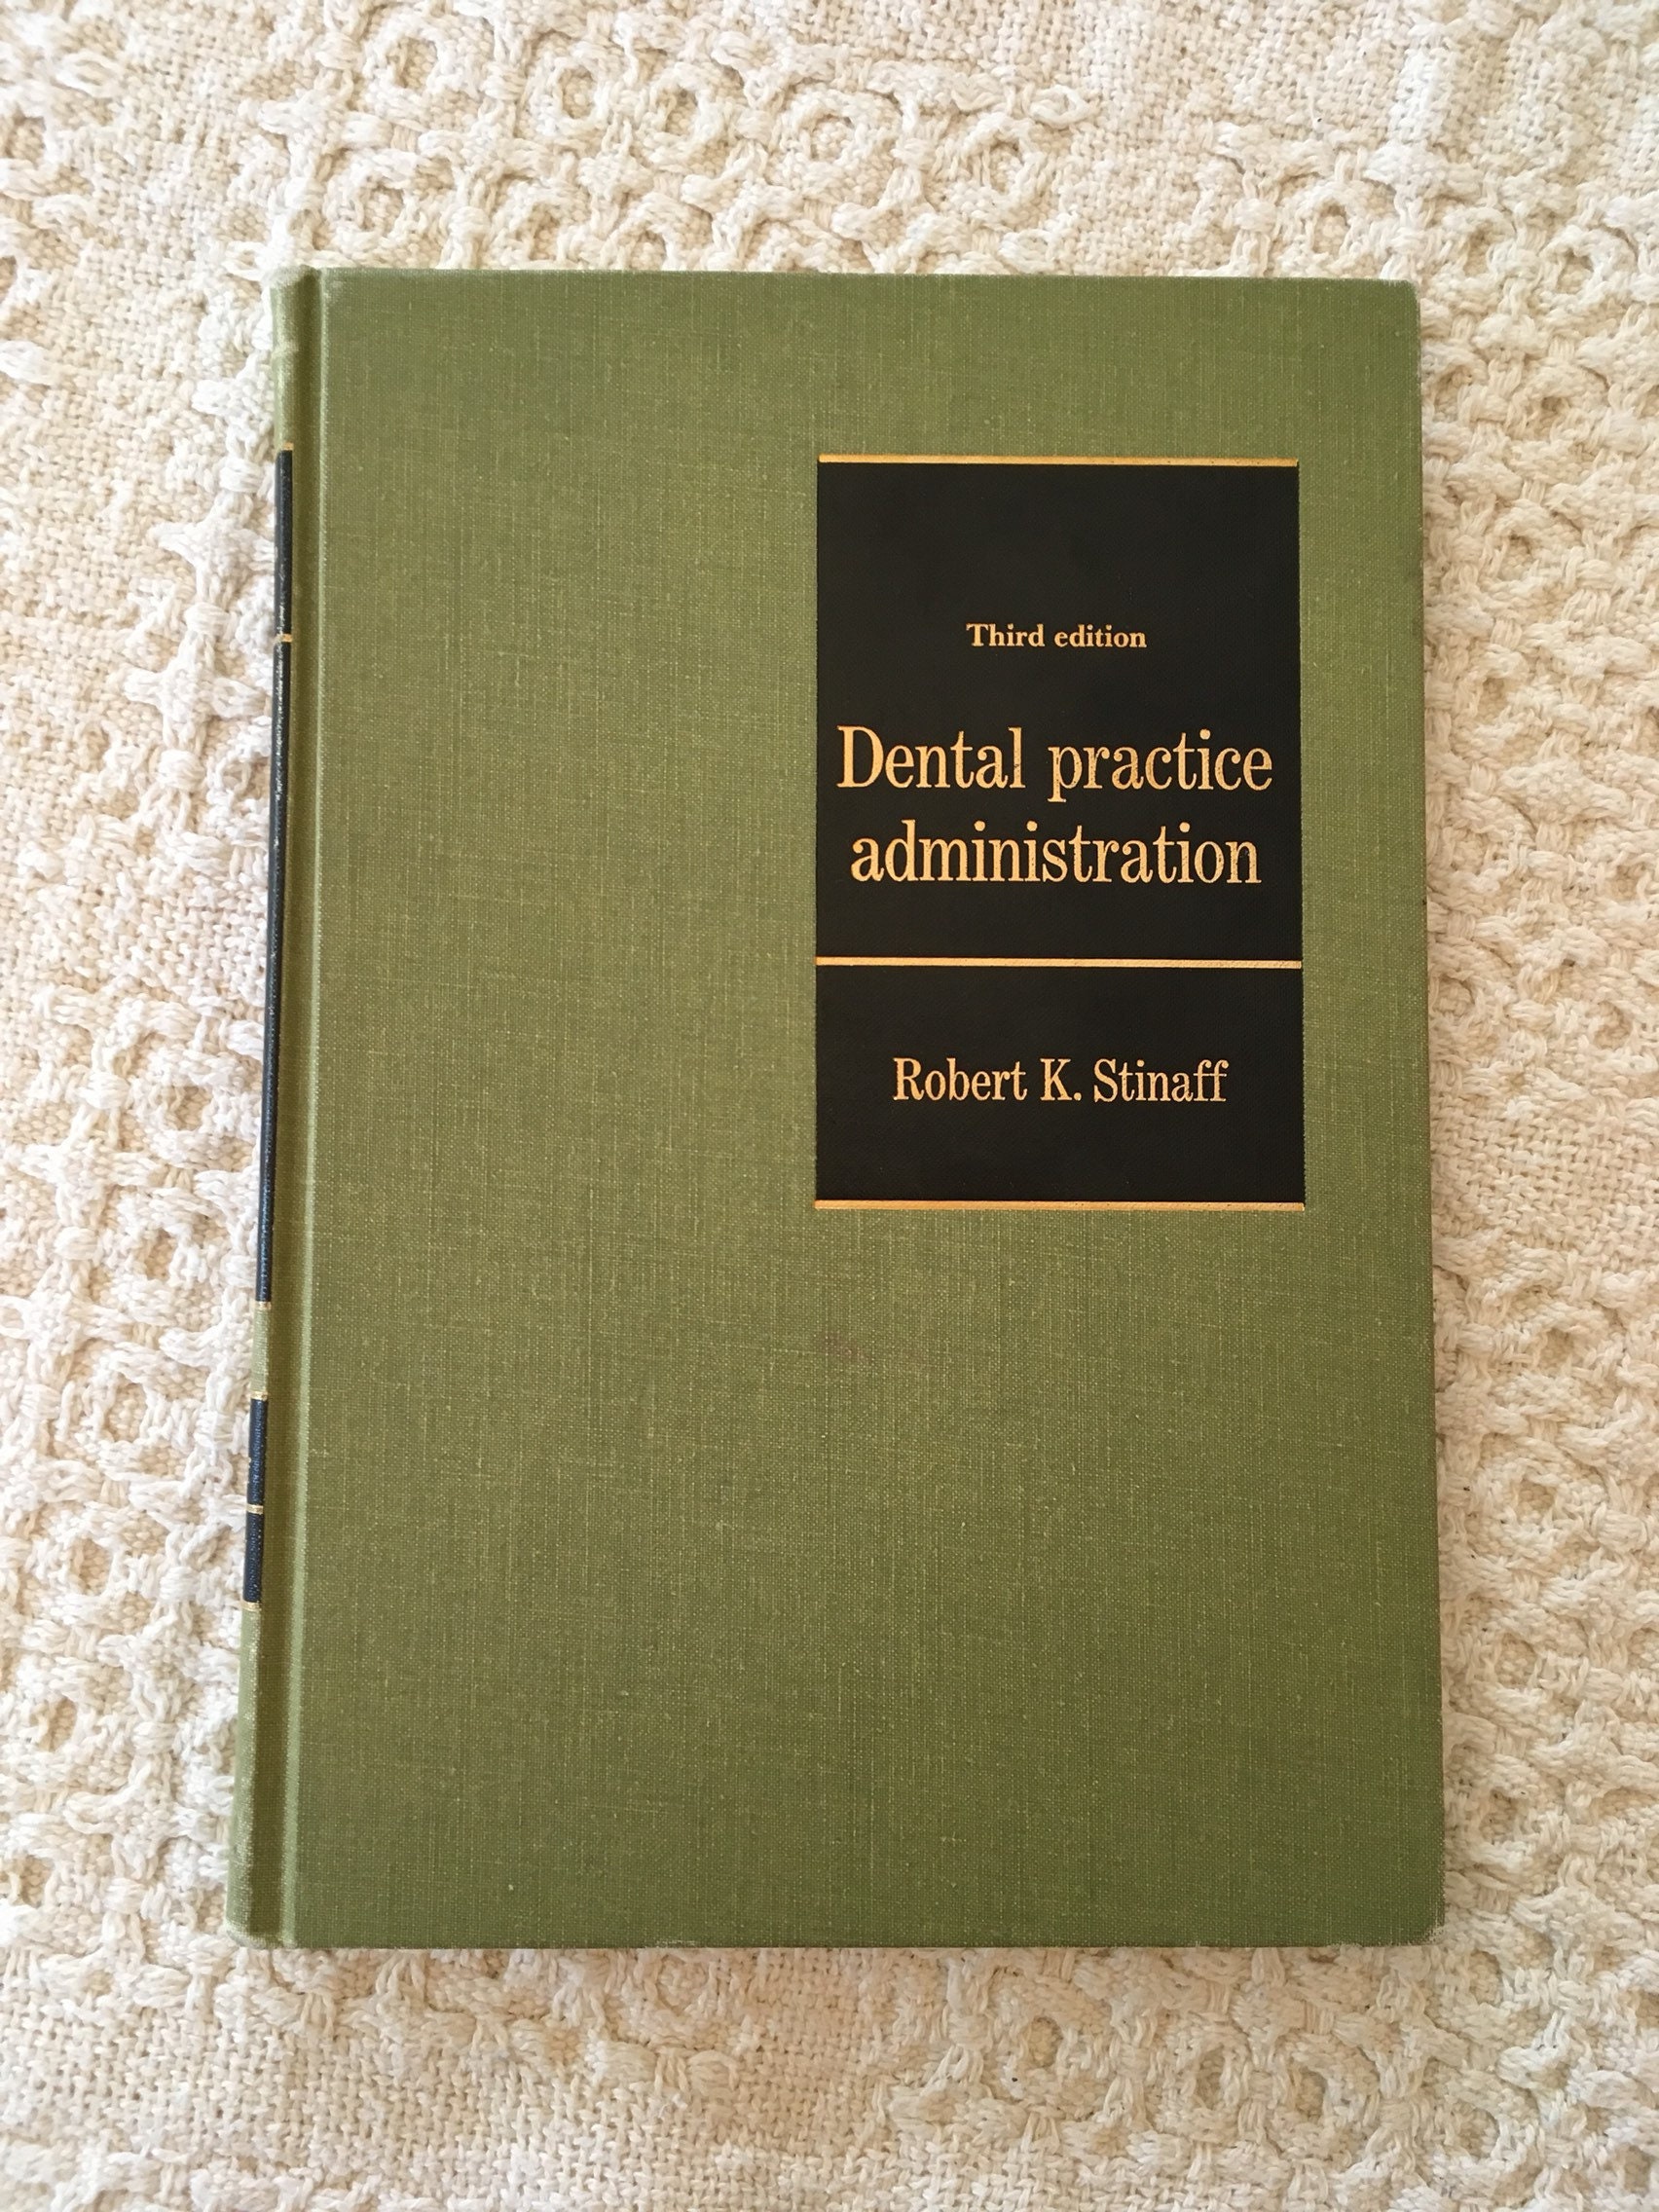 Third edition
Dental practice
administration
Robert K. Stinaff